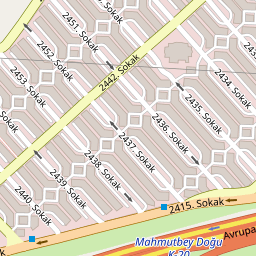 2451. Sokak
2452. Sokak
2453. Sokak
2442. Sokak
2434. Sokak
2435. Sokak
2436. Sokak
2437. Sokak
2438. Sokak
2439. Sokak
2440. Sokak
2415. Sokak
Mahmutbey Doğu
K-20
Avrupa